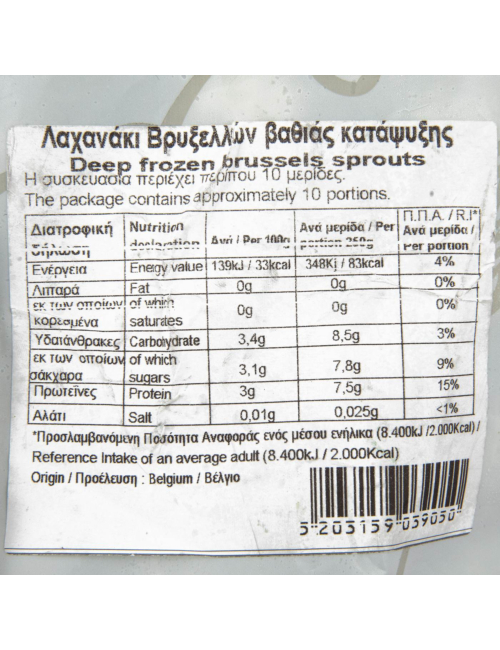 Λαχανάκι Βρυξελλών βαθιάς κατάψυξης
Deep frozen brussels sprouts
Η συσκευασία περιέχει περίπου 10 μερίδες.
The package contains approximately 10 portions.
Διατροφική δήλωση Nutrition declaration Ανά / Per 100g Ανά μερίδα / Per portion 250g Π.Π.Α. / R.I* Ανά μερίδα / Per portion
Ενέργεια Energy value 139kJ / 33kcal 348Kj / 83kcal 4%
Λιπαρά Fat 0g 0g 0%
εκ των οποίων κορεσμένα of which saturates 0g 0g 0%
Υδατάνθρακες Carbohydrate 3,4g 8,5g 3%
εκ των οποίων σάκχαρα of which sugars 3,1g 7,8g 9%
Πρωτεΐνες Protein 3g 7,5g 15%
Αλάτι Salt 0,01g 0,025g <1%
*Προσλαμβανόμενη Ποσότητα Αναφοράς ενός μέσου ενήλικα (8.400kJ /2.000Kcal) /
Reference Intake of an average adult (8.400kJ / 2.000Kcal)
Origin / Προέλευση : Belgium / Βέλγιο
5 203159 039050